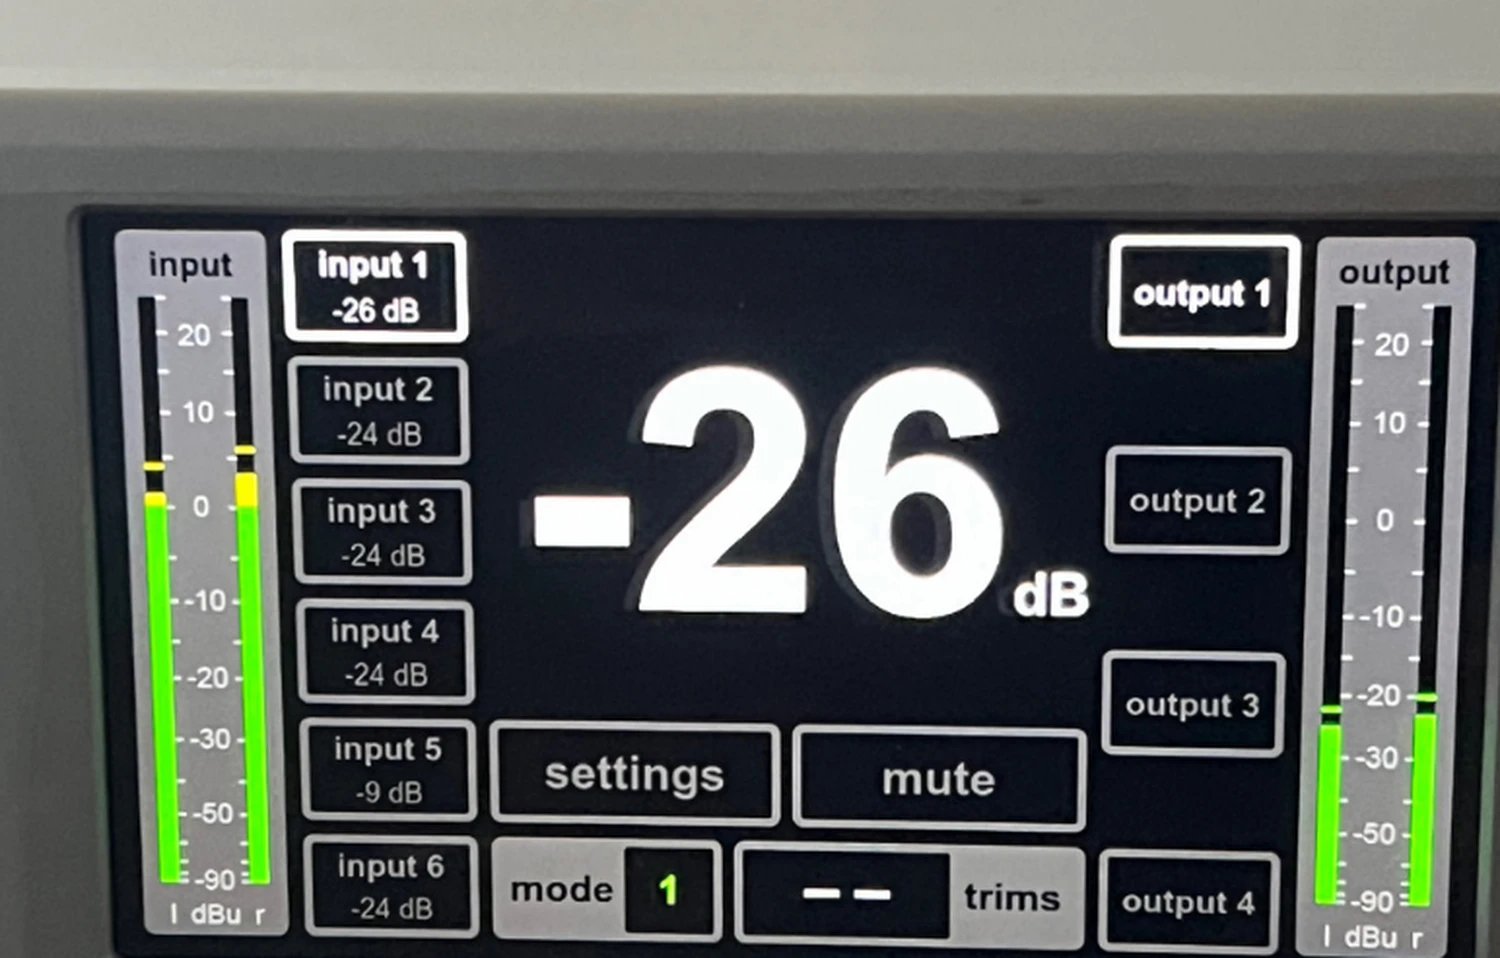 input
20
10
0
-10
-20
-30
-50
-90
l dBu r
input 1
-26 dB
input 2
-24 dB
input 3
-24 dB
input 4
-24 dB
input 5
-9 dB
input 6
-24 dB
-26 dB
settings
mute
mode 1
-- trims
output 1
output 2
output 3
output 4
output
20
10
0
-10
-20
-30
-50
-90
l dBu r